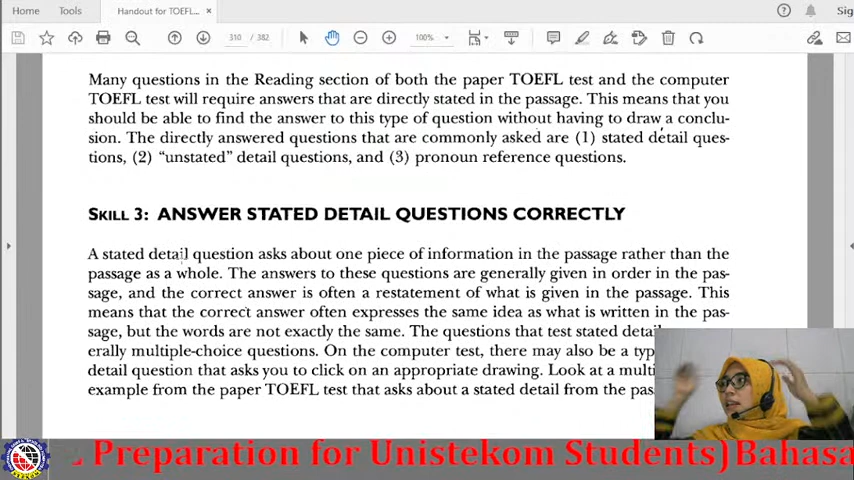 Home Tools Handout for TOEFL... × Sig
310 / 382 100%
Many questions in the Reading section of both the paper TOEFL test and the computer
TOEFL test will require answers that are directly stated in the passage. This means that you
should be able to find the answer to this type of question without having to draw a conclu-
sion. The directly answered questions that are commonly asked are (1) stated detail ques-
tions, (2) "unstated" detail questions, and (3) pronoun reference questions.
SKILL 3: ANSWER STATED DETAIL QUESTIONS CORRECTLY
A stated detail question asks about one piece of information in the passage rather than the
passage as a whole. The answers to these questions are generally given in order in the pas-
sage, and the correct answer is often a restatement of what is given in the passage. This
means that the correct answer often expresses the same idea as what is written in the pas-
sage, but the words are not exactly the same. The questions that test stated detail
erally multiple-choice questions. On the computer test, there may also be a typ
detail question that asks you to click on an appropriate drawing. Look at a multi
example from the paper TOEFL test that asks about a stated detail from the pas
L Preparation for Unistekom Students)Bahasa